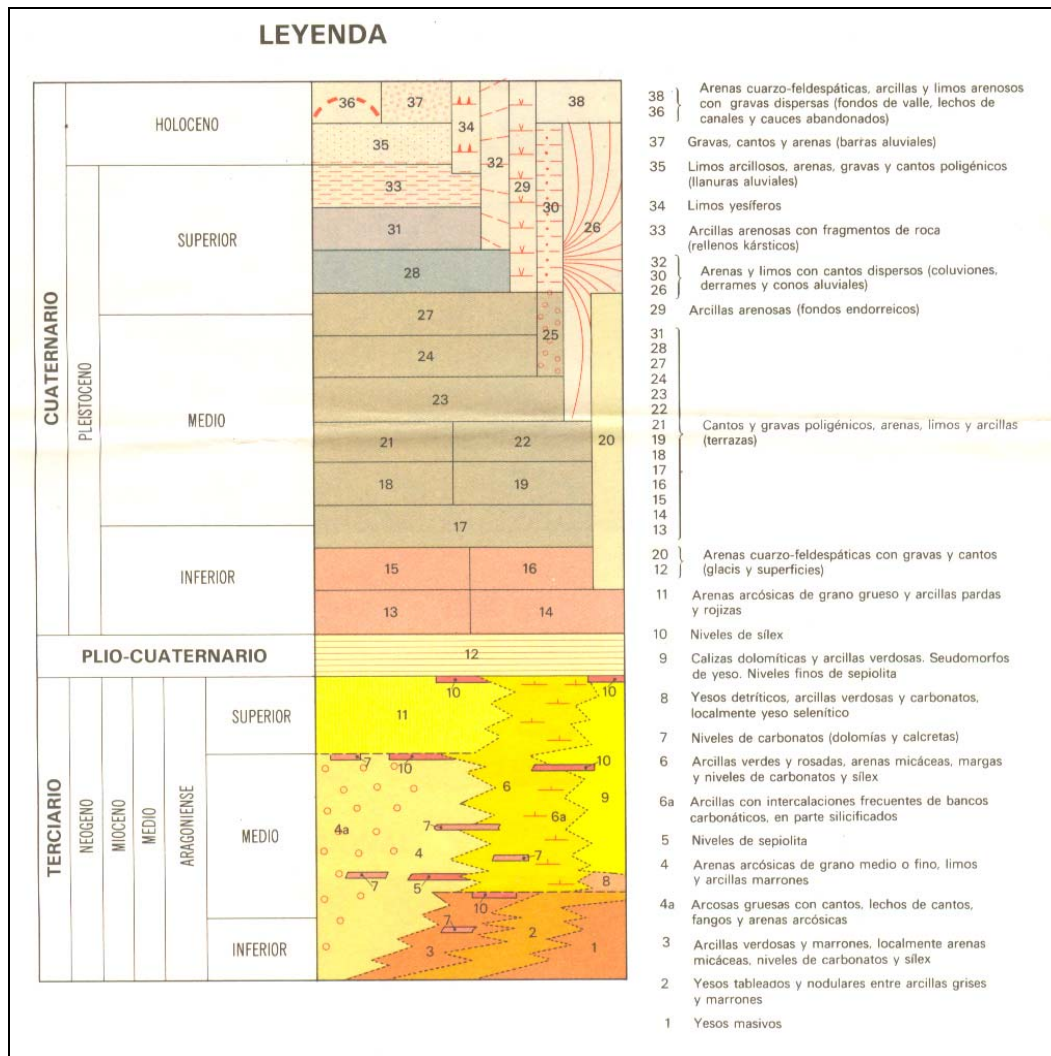 LEYENDA
CUATERNARIO
PLEISTOCENO
HOLOCENO
SUPERIOR
MEDIO
INFERIOR
PLIO-CUATERNARIO
TERCIARIO
NEOGENO
MIOCENO
MEDIO
ARAGONIENSE
SUPERIOR
MEDIO
INFERIOR
36
37
34
38
35
32
33
29
30
31
26
28
27
25
24
23
21
22
20
18
19
17
15
16
13
14
12
10
10
11
7
10
10
6
9
4a
7
6a
4
7
7
5
8
10
7
3
2
1
38
36
Arenas cuarzo-feldespáticas, arcillas y limos arenosos
con gravas dispersas (fondos de valle, lechos de
canales y cauces abandonados)
37 Gravas, cantos y arenas (barras aluviales)
35 Limos arcillosos, arenas, gravas y cantos poligénicos
(llanuras aluviales)
34 Limos yesíferos
33 Arcillas arenosas con fragmentos de roca
(rellenos kársticos)
32
30
26
Arenas y limos con cantos dispersos (coluviones,
derrames y conos aluviales)
29 Arcillas arenosas (fondos endorreicos)
31
28
27
24
23
22
21
19
18
17
16
15
14
13
Cantos y gravas poligénicos, arenas, limos y arcillas
(terrazas)
20
12
Arenas cuarzo-feldespáticas con gravas y cantos
(glacis y superficies)
11 Arenas arcósicas de grano grueso y arcillas pardas
y rojizas
10 Niveles de sílex
9 Calizas dolomíticas y arcillas verdosas. Seudomorfos
de yeso. Niveles finos de sepiolita
8 Yesos detríticos, arcillas verdosas y carbonatos,
localmente yeso selenítico
7 Niveles de carbonatos (dolomías y calcretas)
6 Arcillas verdes y rosadas, arenas micáceas, margas
y niveles de carbonatos y sílex
6a Arcillas con intercalaciones frecuentes de bancos
carbonáticos, en parte silicificados
5 Niveles de sepiolita
4 Arenas arcósicas de grano medio o fino, limos
y arcillas marrones
4a Arcosas gruesas con cantos, lechos de cantos,
fangos y arenas arcósicas
3 Arcillas verdosas y marrones, localmente arenas
micáceas, niveles de carbonatos y sílex
2 Yesos tableados y nodulares entre arcillas grises
y marrones
1 Yesos masivos